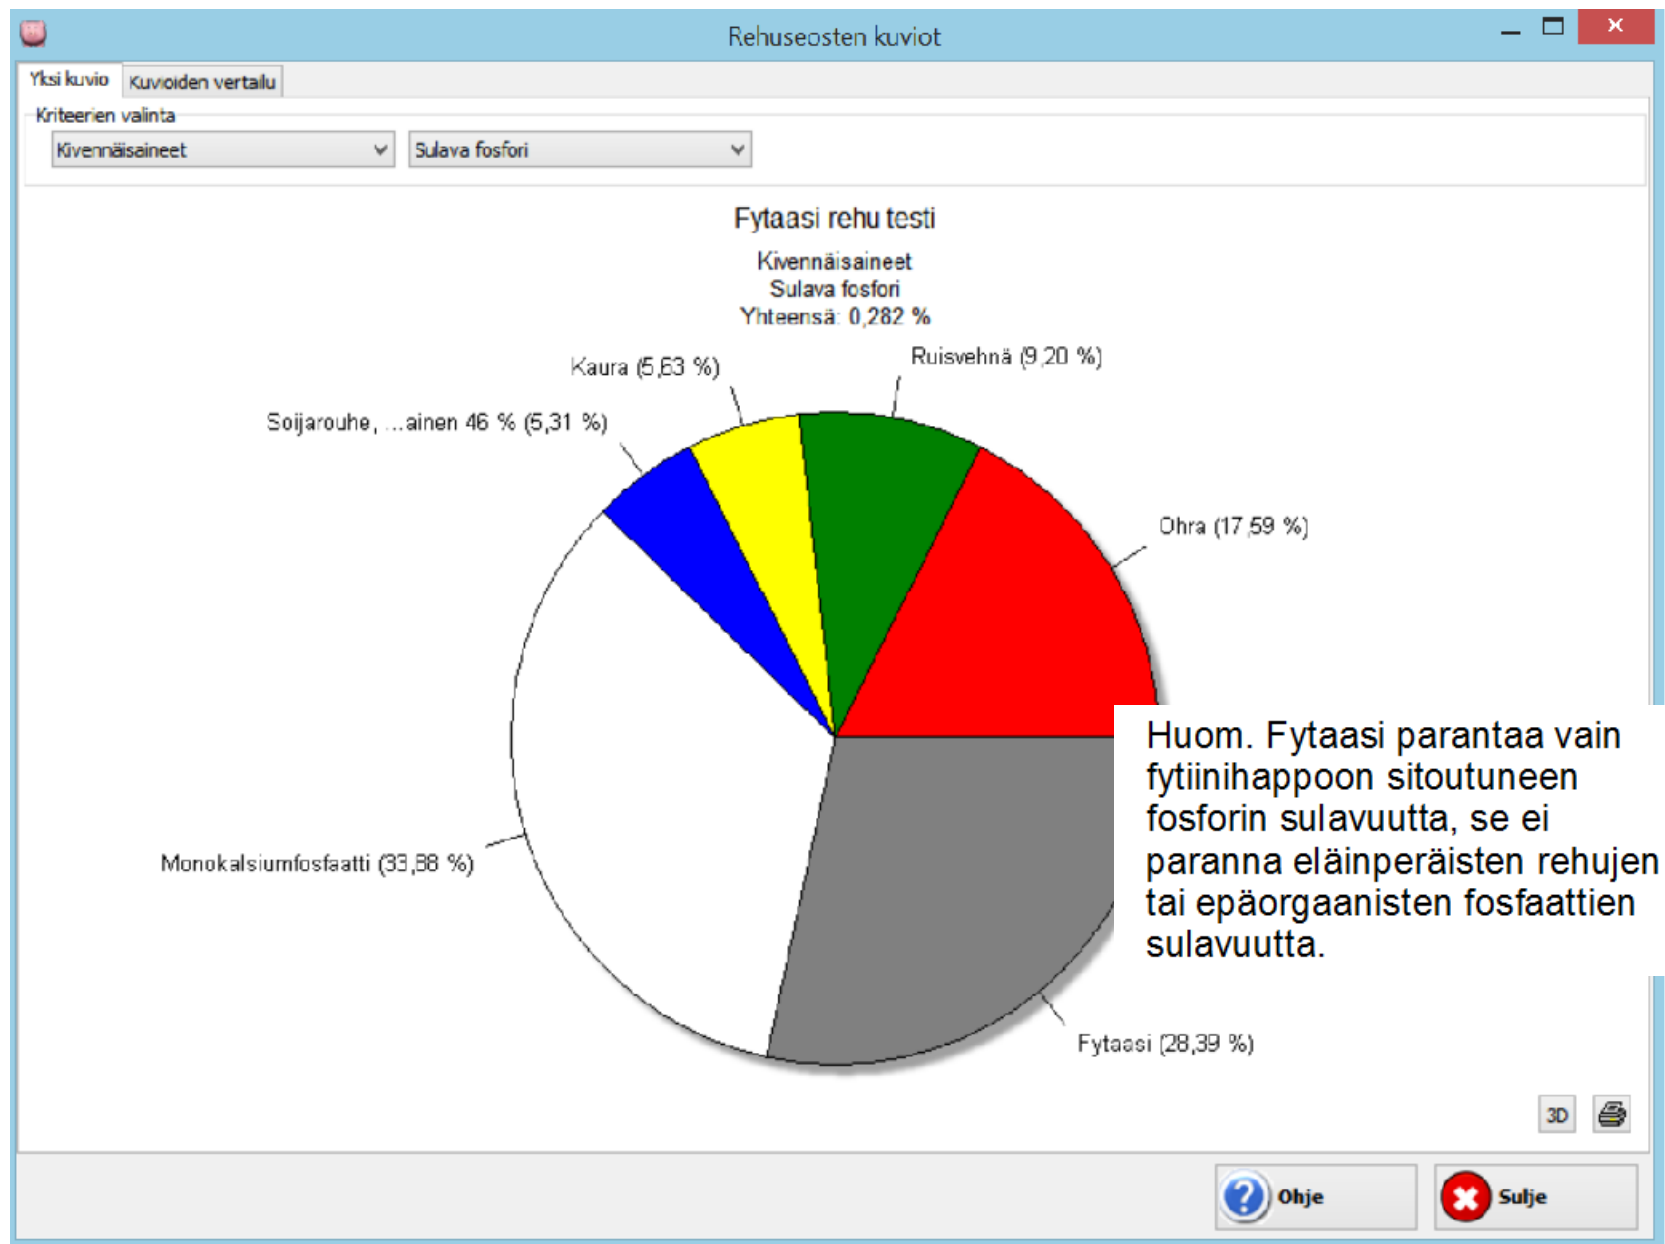 Rehuseosten kuviot
Yksi kuvio
Kuvioiden vertailu
Kriteerien valinta
Kivennäisaineet
Sulava fosfori
Fytaasi rehu testi
Kivennäisaineet
Sulava fosfori
Yhteensä: 0,282 %
Ruisvehnä (9,20 %)
Kaura (5,63 %)
Soijarouhe, ...ainen 46 % (5,31 %)
Ohra (17,59 %)
Huom. Fytaasi parantaa vain
fytiinihappoon sitoutuneen
fosforin sulavuutta, se ei
paranna eläinperäisten rehujen
tai epäorgaanisten fosfaattien
sulavuutta.
Monokalsiumfosfaatti (33,88 %)
Fytaasi (28,39 %)
3D
Ohje
Sulje